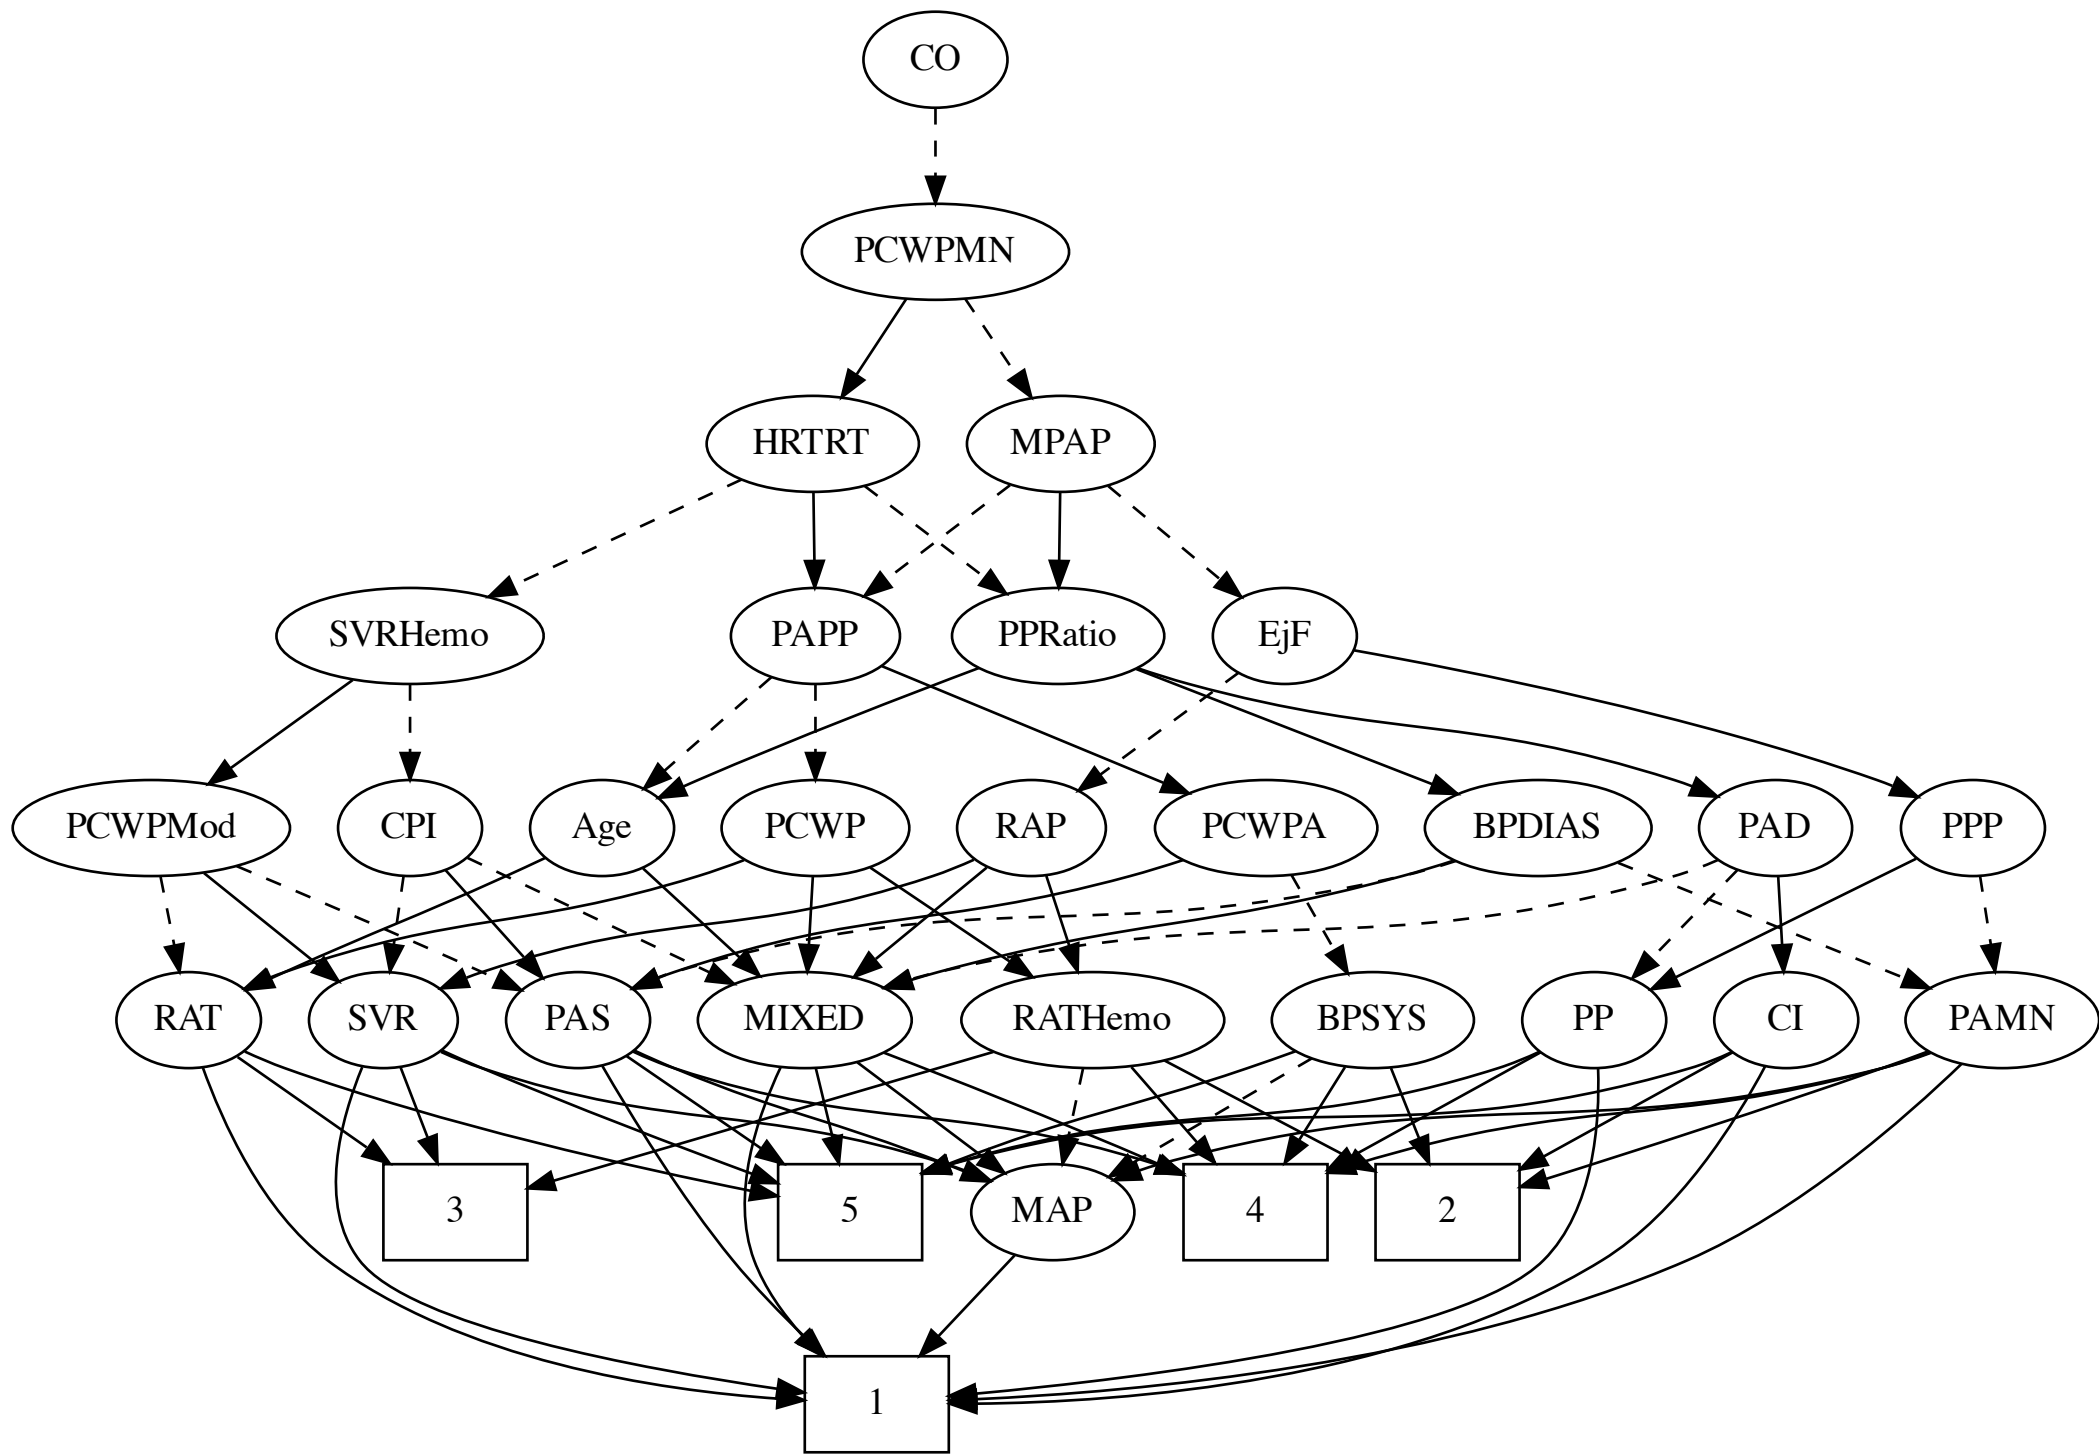 CO
PCWPMN
HRTRT
MPAP
SVRHemo
PAPP
PPRatio
EjF
PCWPMod
CPI
Age
PCWP
RAP
PCWPA
BPDIAS
PAD
PPP
RAT
SVR
PAS
MIXED
RATHemo
BPSYS
PP
CI
PAMN
3
5
MAP
4
2
1